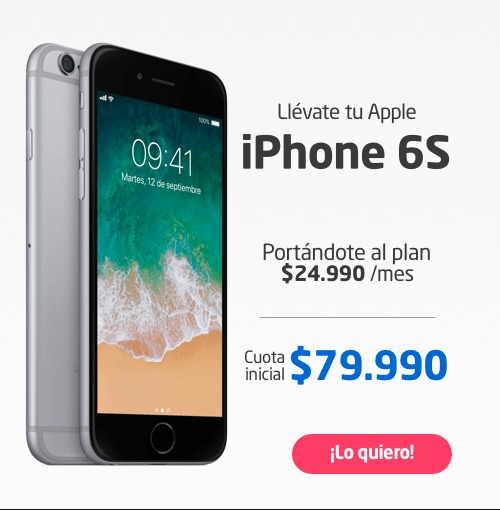 100%
09:41
Martes, 12 de septiembre
Llévate tu Apple
iPhone 6S
Portándote al plan
$24.990 /mes
Cuota
inicial
$79.990
¡Lo quiero!